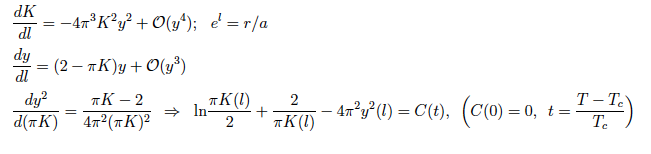 dK/dl = −4π³K²y² + 𝒪(y⁴);  eˡ = r/a
dy/dl = (2 − πK)y + 𝒪(y³)
dy²/d(πK) = (πK − 2)/(4π²(πK)²)  ⇒  ln πK(l)/2 + 2/πK(l) − 4π²y²(l) = C(t),  (C(0) = 0,  t = (T − T_c)/T_c)